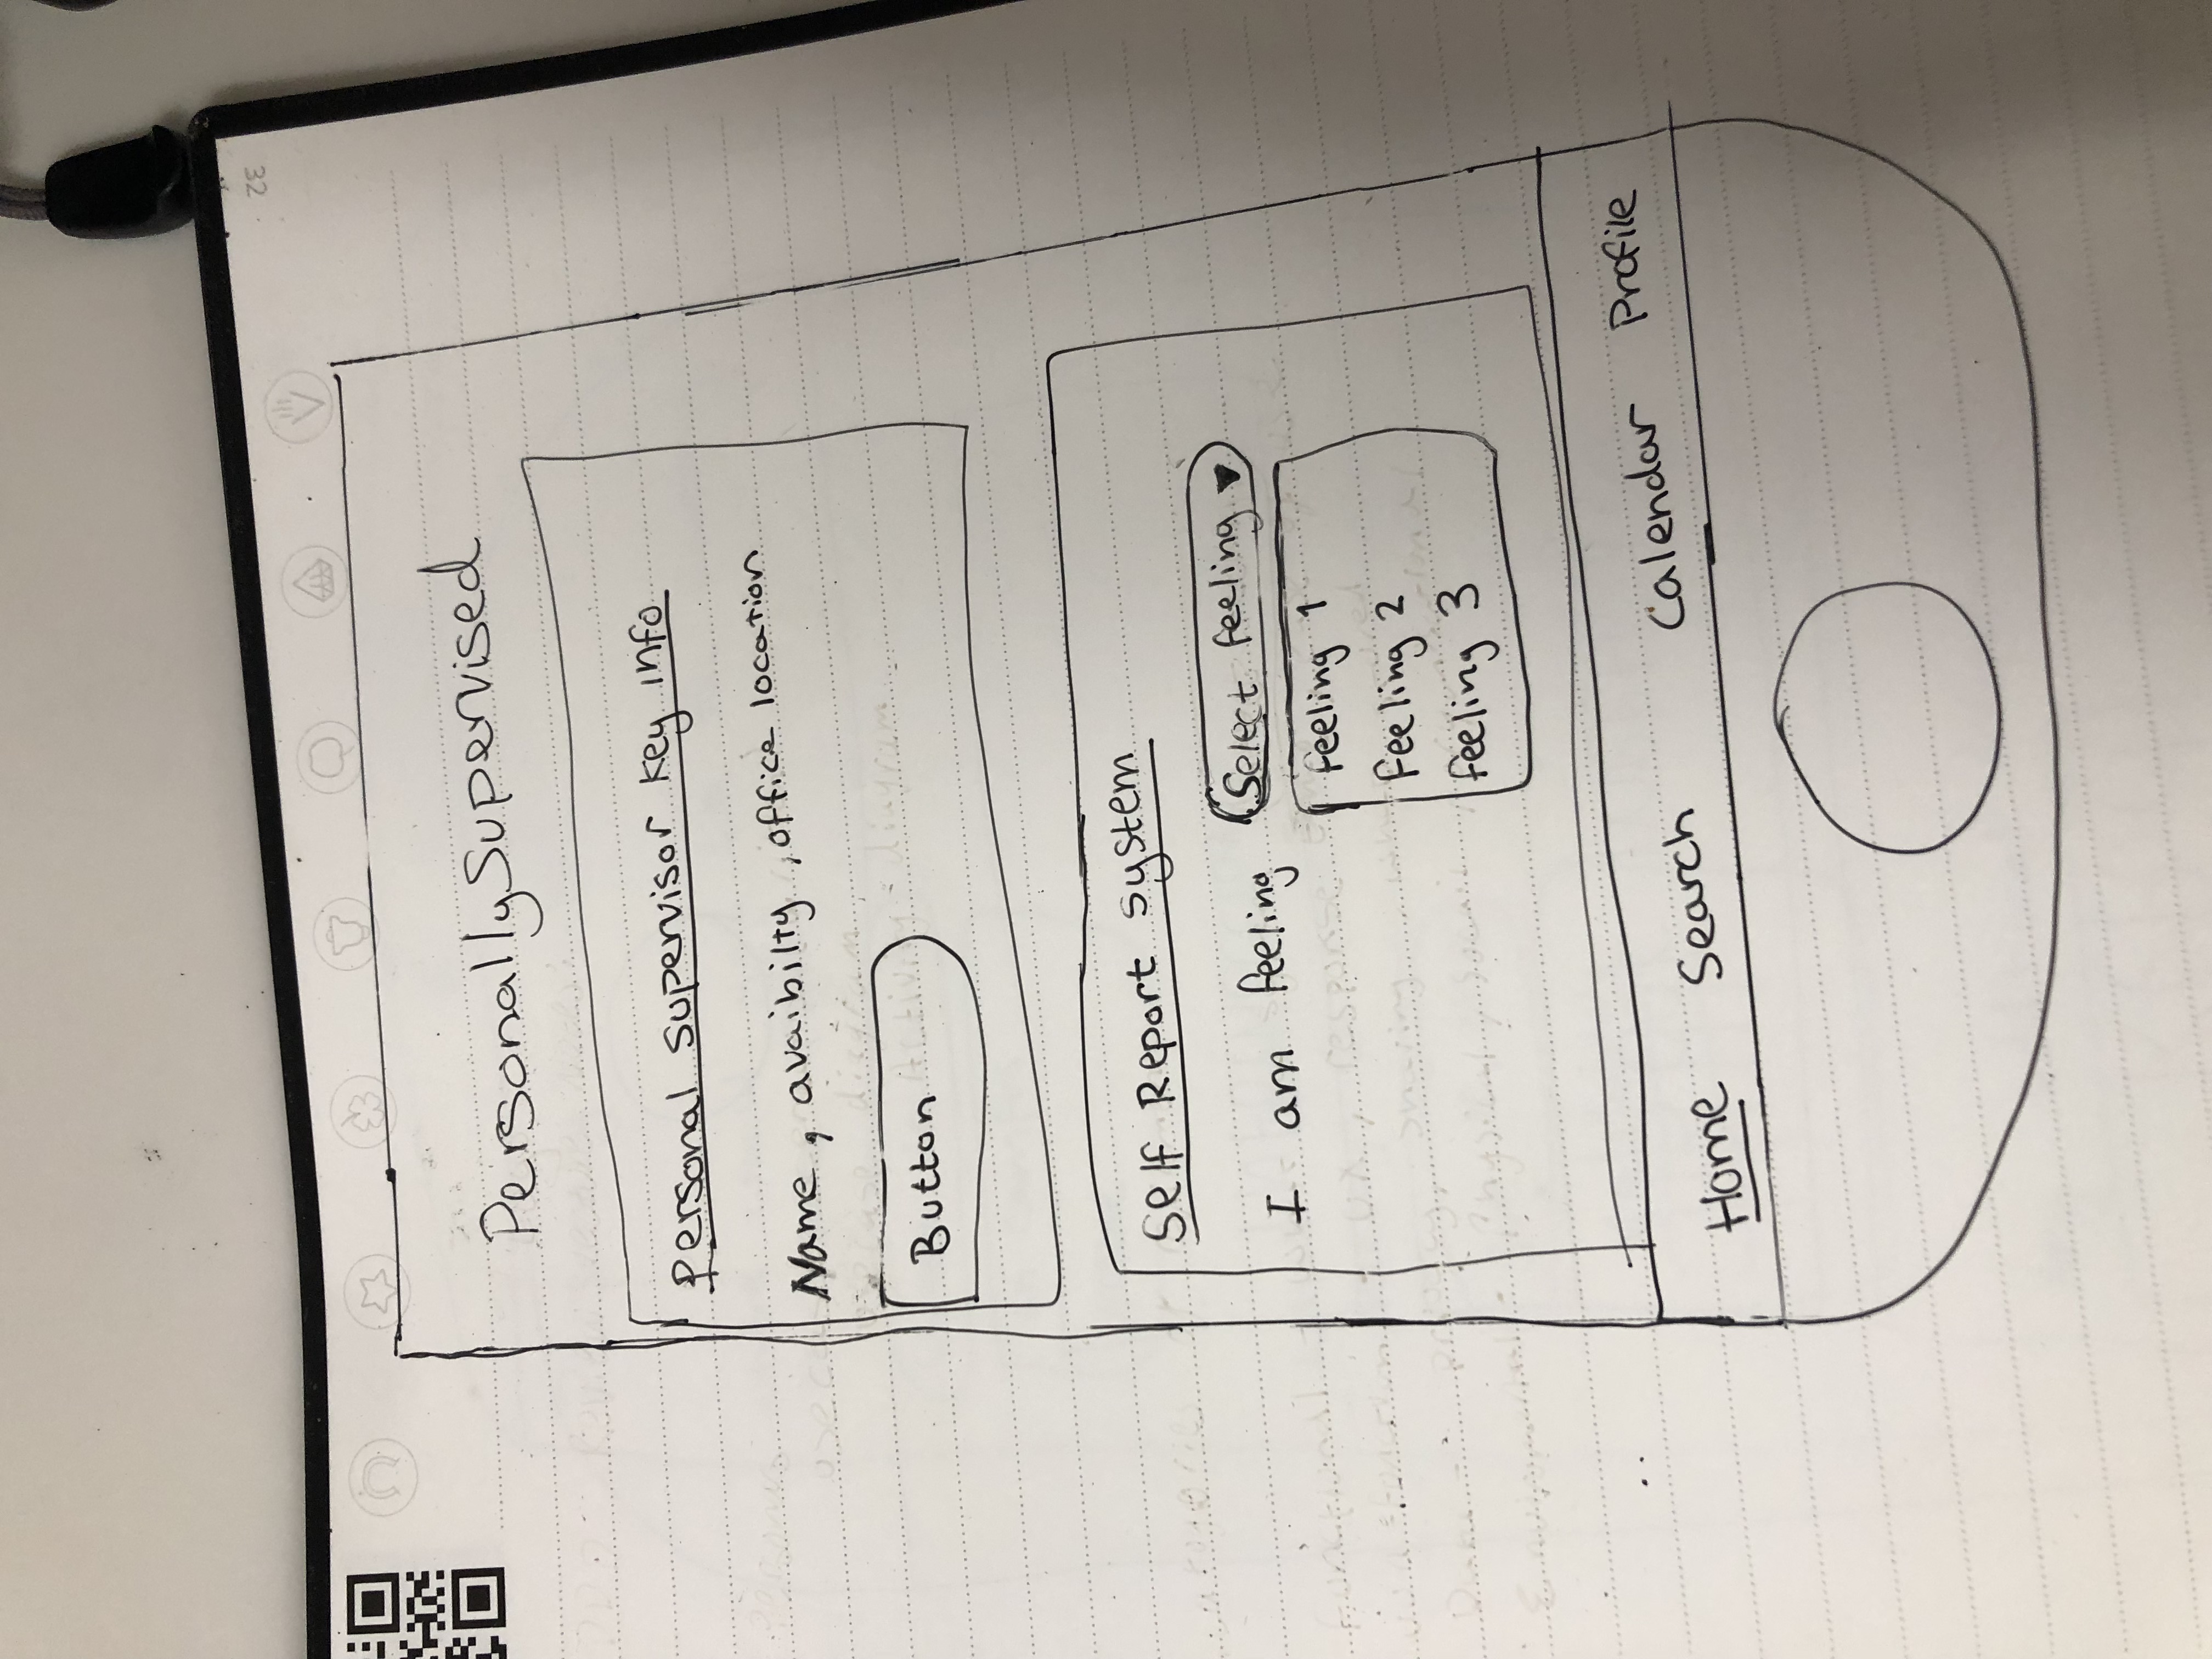 32
PersonallySupervised
Personal supervisor key info
Name, avaibilty, office location
Button
Self Report system
I am feeling Select feeling ▼
feeling 1
feeling 2
feeling 3
Home Search Calendar Profile